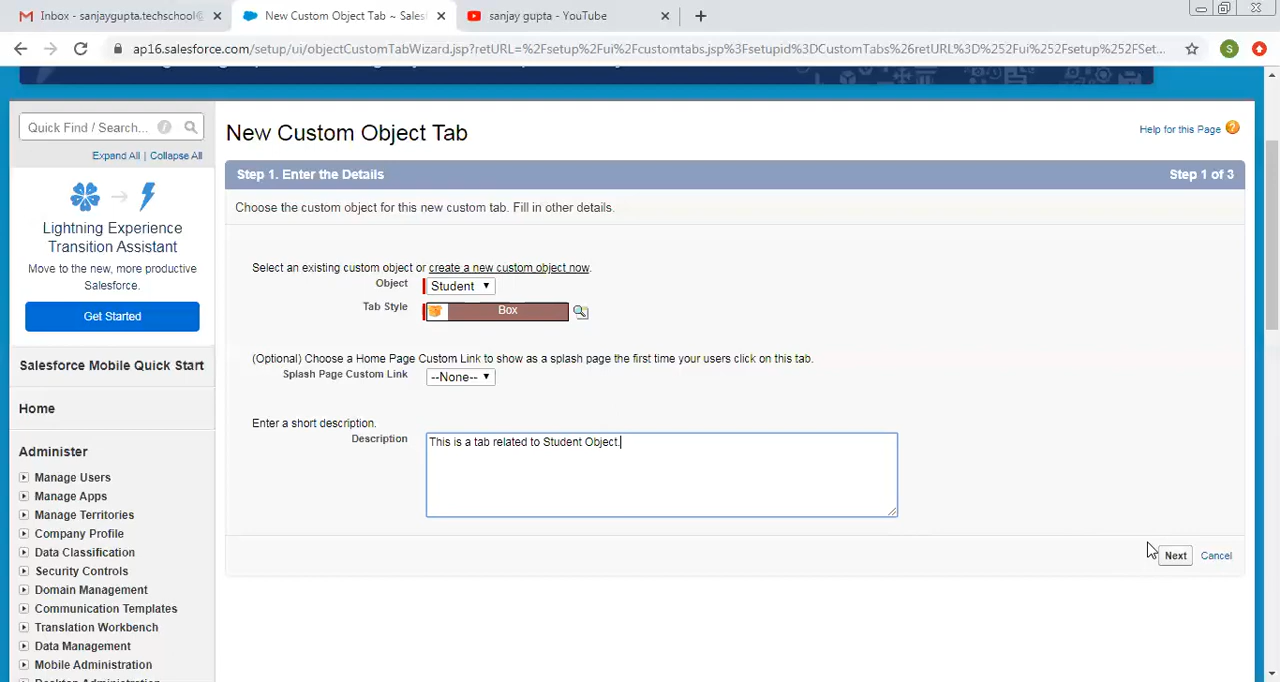 Inbox - sanjaygupta.techschool@
New Custom Object Tab ~ Sales
sanjay gupta - YouTube
ap16.salesforce.com/setup/ui/objectCustomTabWizard.jsp?retURL=%2Fsetup%2Fui%2Fcustomtabs.jsp%3Fsetupid%3DCustomTabs%26retURL%3D%252Fui%252Fsetup%252FSet...
S
Quick Find / Search...
Expand All | Collapse All
Lightning Experience
Transition Assistant
Move to the new, more productive
Salesforce.
Get Started
Salesforce Mobile Quick Start
Home
Administer
Manage Users
Manage Apps
Manage Territories
Company Profile
Data Classification
Security Controls
Domain Management
Communication Templates
Translation Workbench
Data Management
Mobile Administration
New Custom Object Tab
Help for this Page
Step 1. Enter the Details
Step 1 of 3
Choose the custom object for this new custom tab. Fill in other details.
Select an existing custom object or create a new custom object now.
Object Student
Tab Style Box
(Optional) Choose a Home Page Custom Link to show as a splash page the first time your users click on this tab.
Splash Page Custom Link --None--
Enter a short description.
Description This is a tab related to Student Object.
Next Cancel